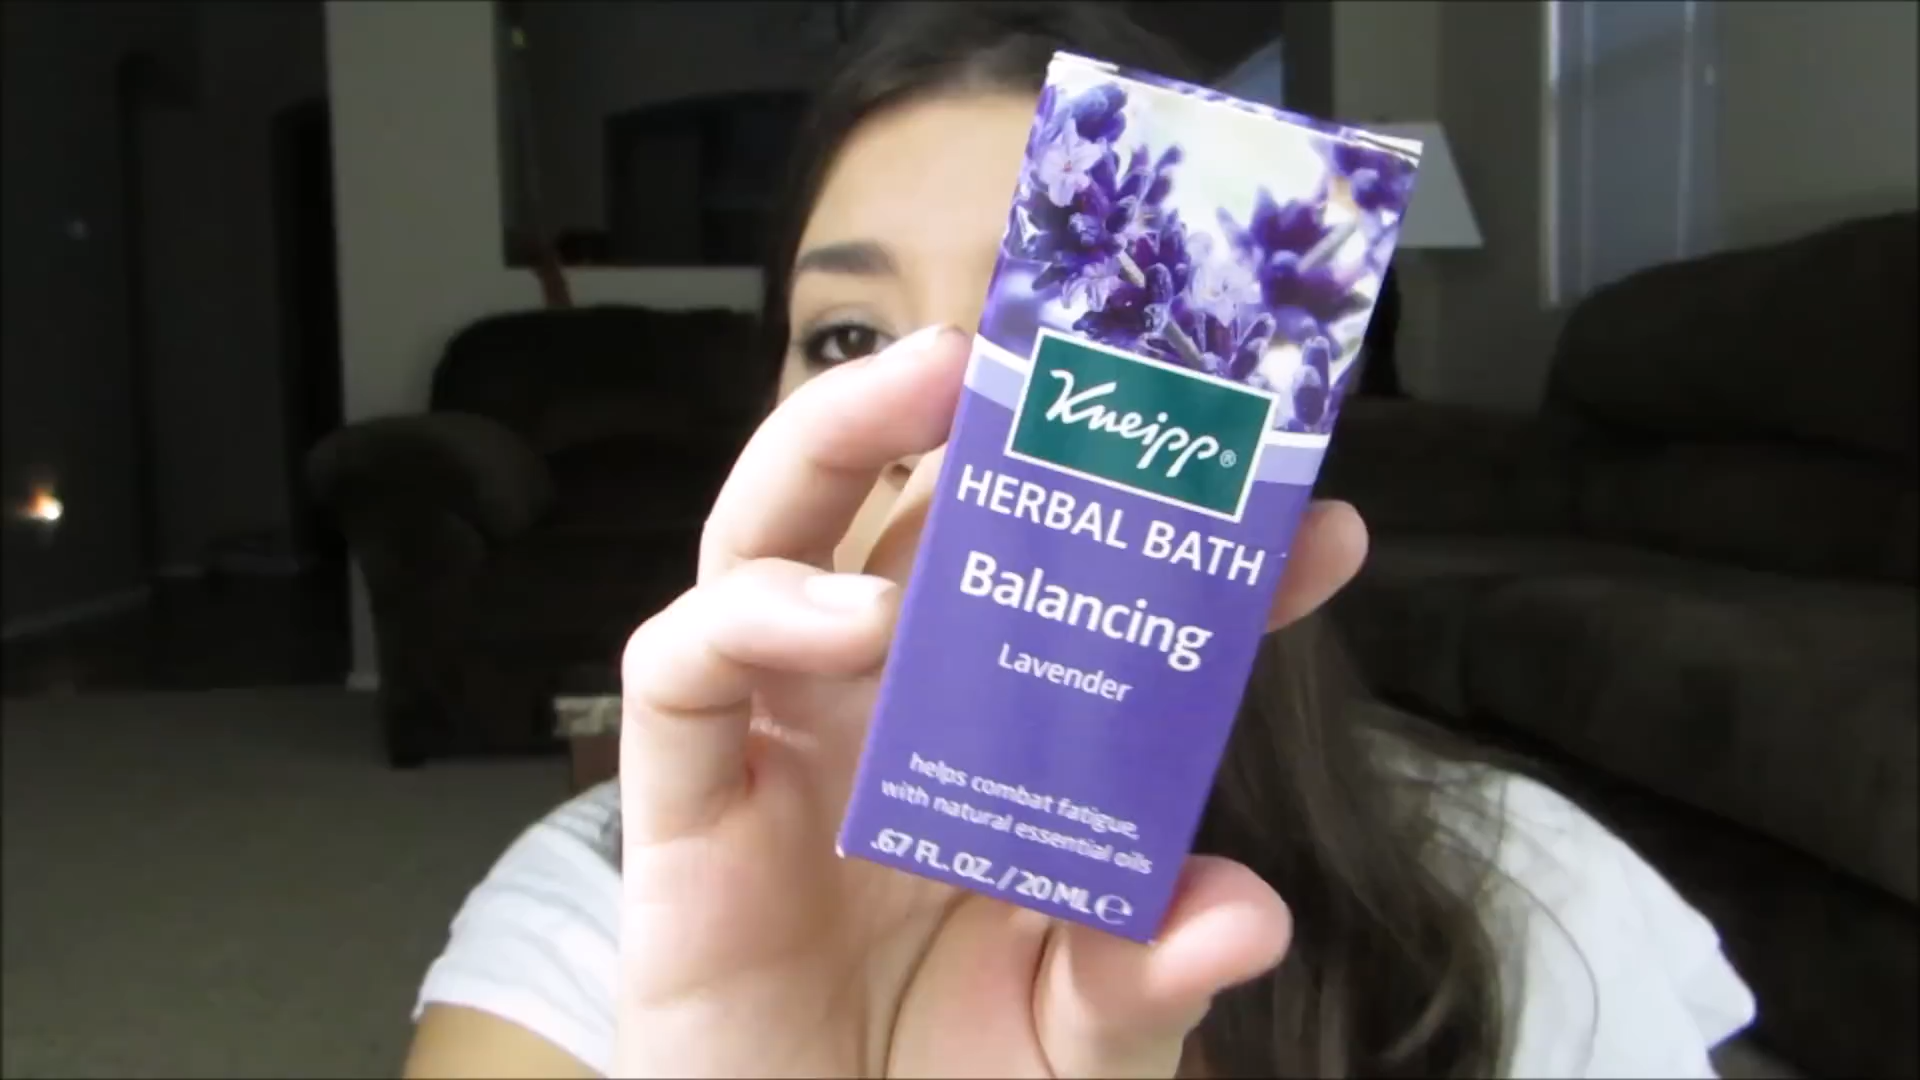 Kneipp®
HERBAL BATH
Balancing
Lavender
helps combat fatigue,
with natural essential oils
.67 FL. OZ. / 20 ML ℮